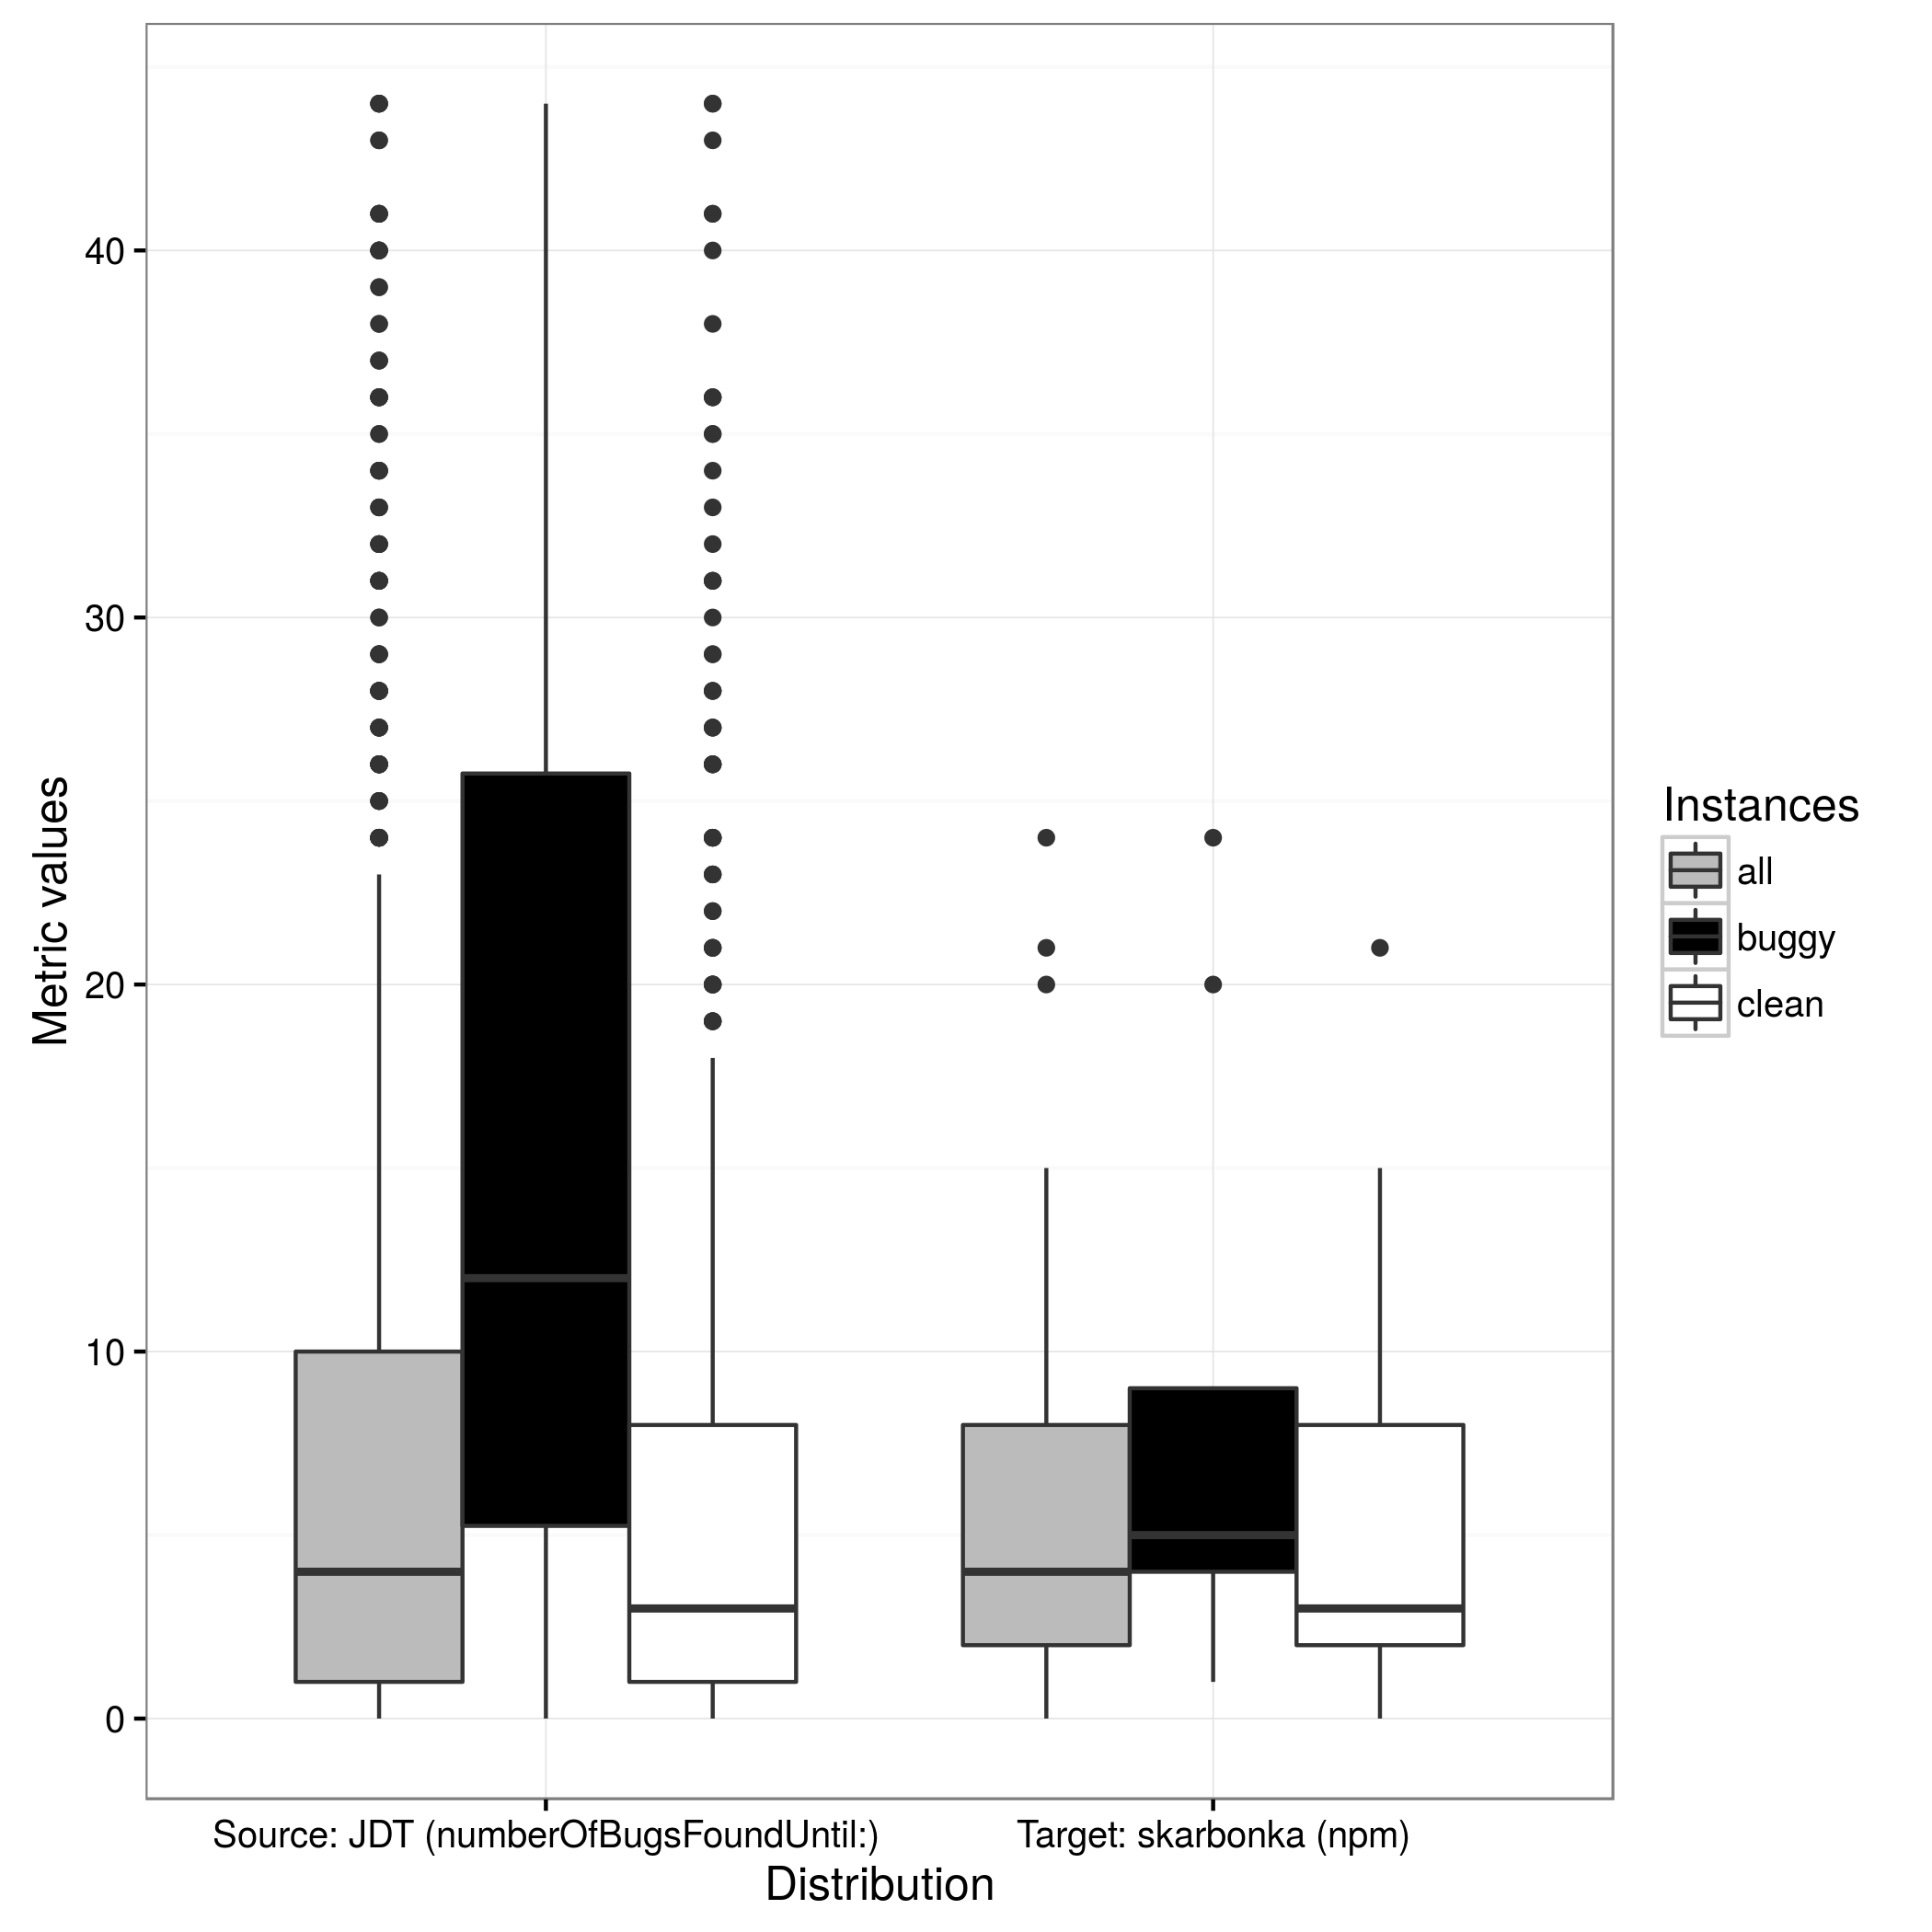 40
30
20
10
0
Metric values
Source: JDT (numberOfBugsFoundUntil:)
Target: skarbonka (npm)
Distribution
Instances
all
buggy
clean